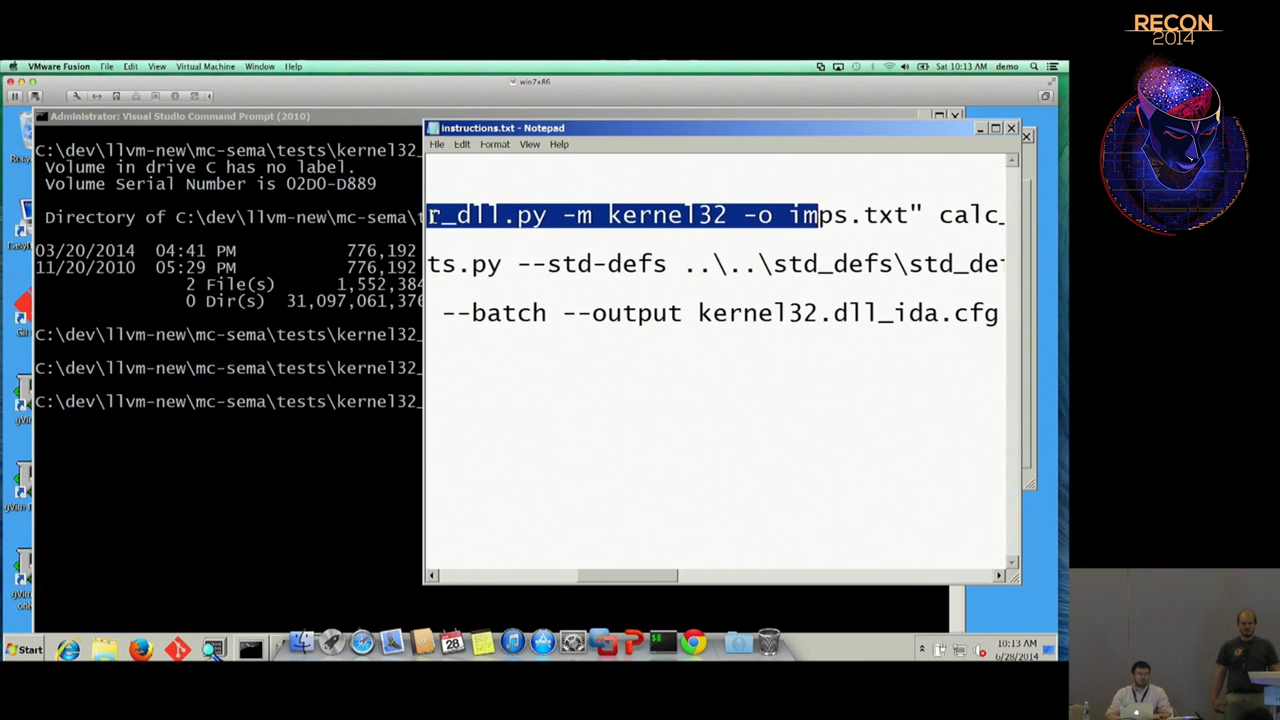 RECON
2014
VMware Fusion File Edit View Virtual Machine Window Help
Sat 10:13 AM demo
win7x86
Administrator: Visual Studio Command Prompt (2010)
C:\dev\llvm-new\mc-sema\tests\kernel32_
Volume in drive C has no label.
Volume Serial Number is 02D0-D889
Directory of C:\dev\llvm-new\mc-sema\t
03/20/2014 04:41 PM 776,192
11/20/2010 05:29 PM 776,192
2 File(s) 1,552,384
0 Dir(s) 31,097,061,376
C:\dev\llvm-new\mc-sema\tests\kernel32_
C:\dev\llvm-new\mc-sema\tests\kernel32_
C:\dev\llvm-new\mc-sema\tests\kernel32_
instructions.txt - Notepad
File Edit Format View Help
r_dll.py -m kernel32 -o imps.txt" calc_
ts.py --std-defs ..\..\std_defs\std_def
--batch --output kernel32.dll_ida.cfg
Start
10:13 AM
6/28/2014